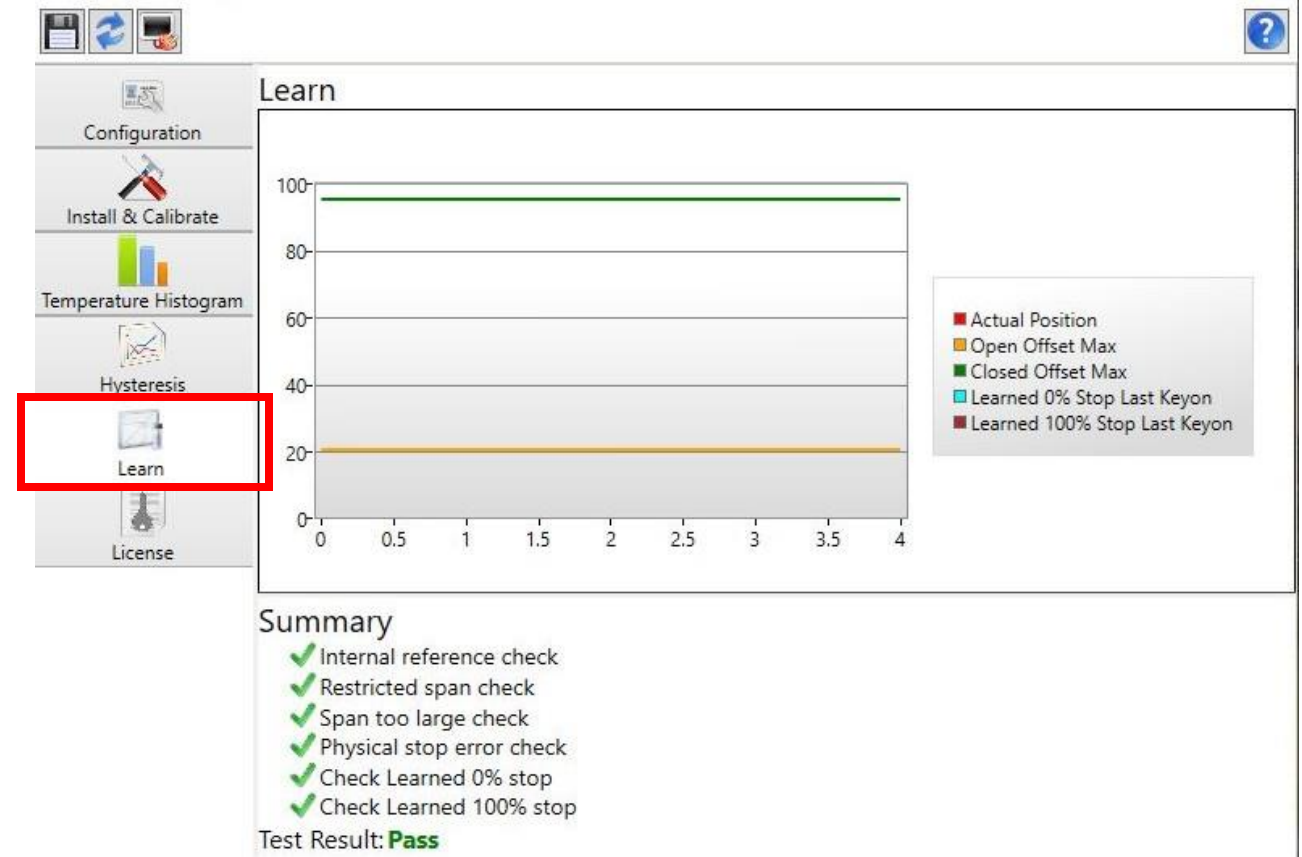 ?
Configuration
Install & Calibrate
Temperature Histogram
Hysteresis
Learn
License
Learn
100
80
60
40
20
0
0 0.5 1 1.5 2 2.5 3 3.5 4
Actual Position
Open Offset Max
Closed Offset Max
Learned 0% Stop Last Keyon
Learned 100% Stop Last Keyon
Summary
Internal reference check
Restricted span check
Span too large check
Physical stop error check
Check Learned 0% stop
Check Learned 100% stop
Test Result: Pass